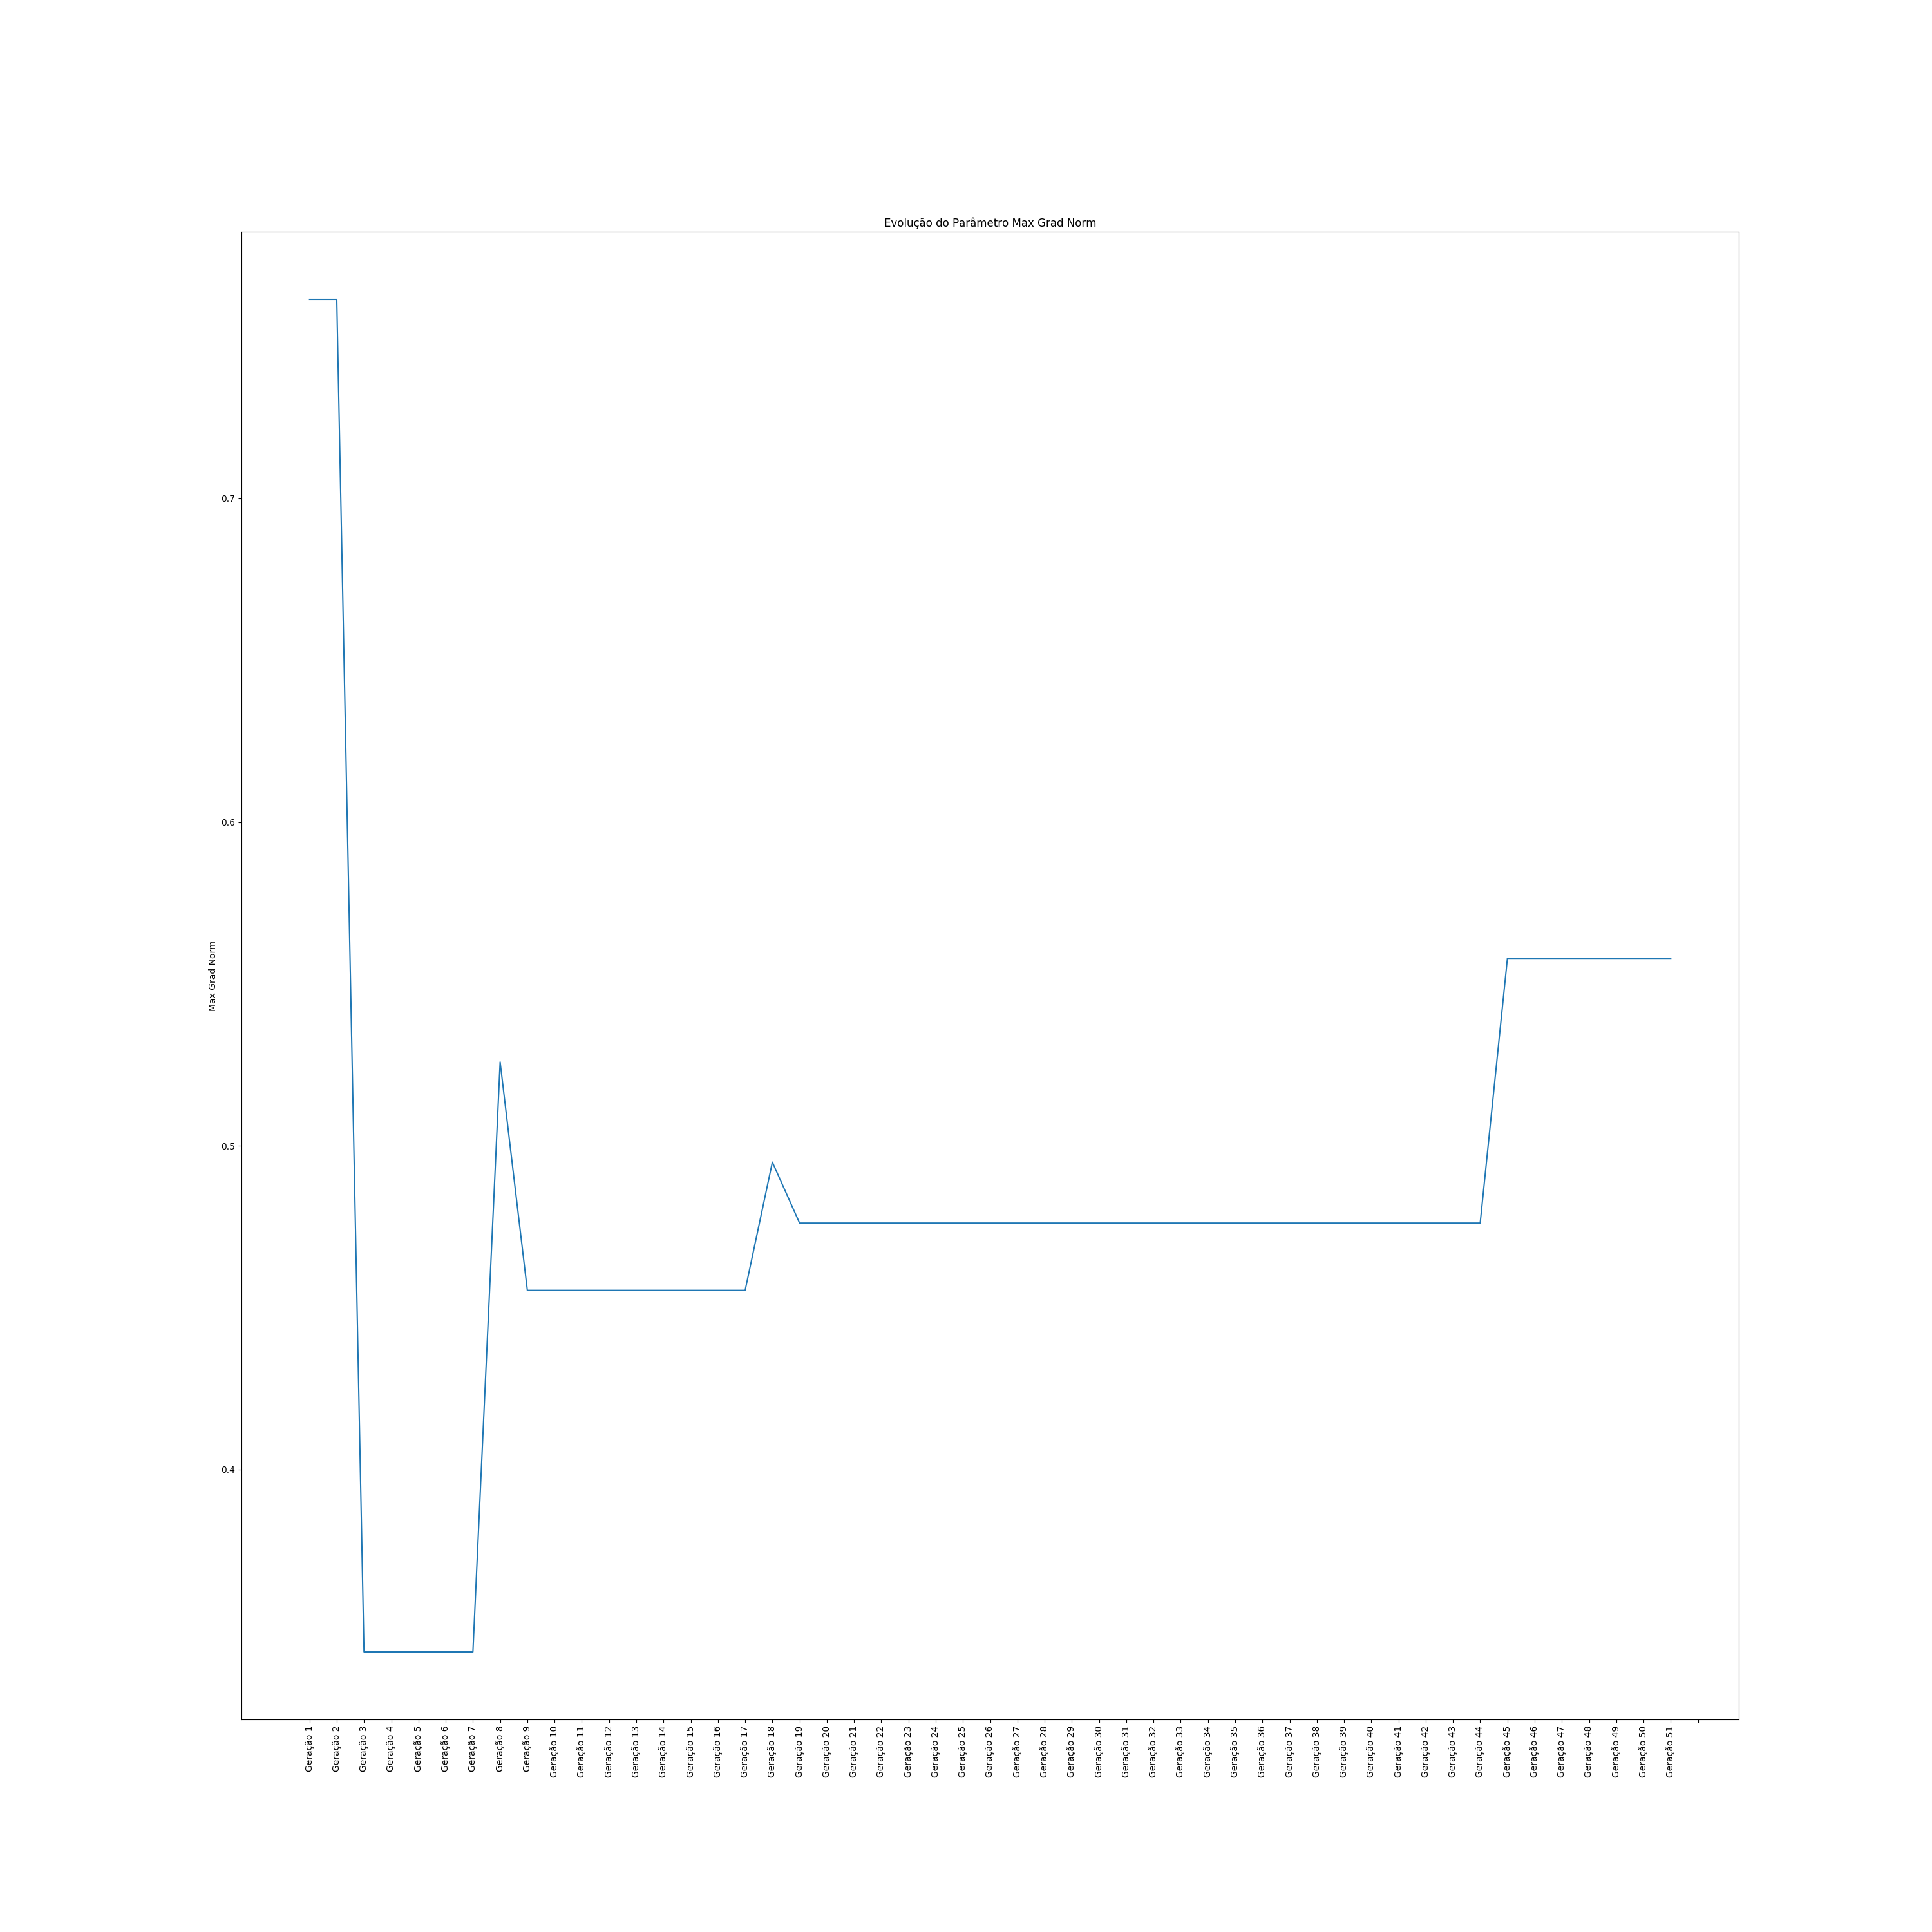 Evolução do Parâmetro Max Grad Norm
0.7
0.6
0.5
0.4
Max Grad Norm
Geração 1
Geração 2
Geração 3
Geração 4
Geração 5
Geração 6
Geração 7
Geração 8
Geração 9
Geração 10
Geração 11
Geração 12
Geração 13
Geração 14
Geração 15
Geração 16
Geração 17
Geração 18
Geração 19
Geração 20
Geração 21
Geração 22
Geração 23
Geração 24
Geração 25
Geração 26
Geração 27
Geração 28
Geração 29
Geração 30
Geração 31
Geração 32
Geração 33
Geração 34
Geração 35
Geração 36
Geração 37
Geração 38
Geração 39
Geração 40
Geração 41
Geração 42
Geração 43
Geração 44
Geração 45
Geração 46
Geração 47
Geração 48
Geração 49
Geração 50
Geração 51